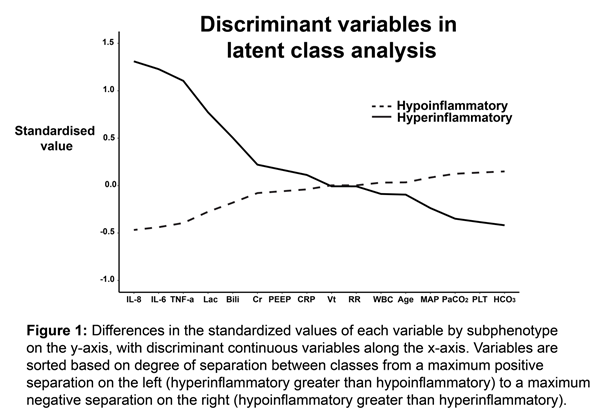 Discriminant variables in
latent class analysis
1.5
1.0
0.5
0.0
-0.5
-1.0
Standardised
value
Hypoinflammatory
Hyperinflammatory
IL-8 IL-6 TNF-a Lac Bili Cr PEEP CRP Vt RR WBC Age MAP PaCO₂ PLT HCO₃
Figure 1: Differences in the standardized values of each variable by subphenotype
on the y-axis, with discriminant continuous variables along the x-axis. Variables are
sorted based on degree of separation between classes from a maximum positive
separation on the left (hyperinflammatory greater than hypoinflammatory) to a maximum
negative separation on the right (hypoinflammatory greater than hyperinflammatory).